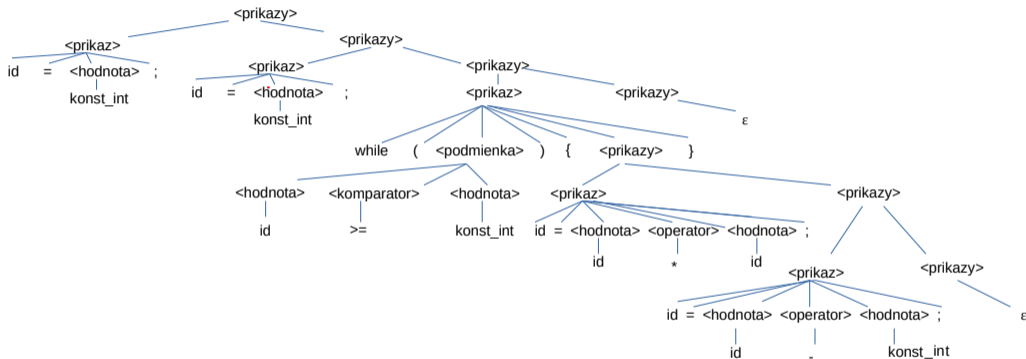 <prikazy>
<prikaz> <prikazy>
id = <hodnota> ; <prikaz> <prikazy>
konst_int id = <hodnota> ; <prikaz> <prikazy>
konst_int ε
while ( <podmienka> ) { <prikazy> }
<hodnota> <komparator> <hodnota> <prikaz> <prikazy>
id >= konst_int id = <hodnota> <operator> <hodnota> ;
id * id
<prikaz> <prikazy>
id = <hodnota> <operator> <hodnota> ; ε
id - konst_int